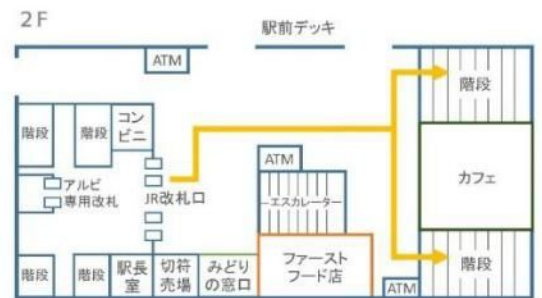 2F
駅前デッキ
ATM
階段
階段
階段
コン
ビニ
ATM
カフェ
アルビ
専用改札
JR改札口
エスカレーター
階段
階段
階段
駅長
室
切符
売場
みどり
の窓口
ファースト
フード店
ATM